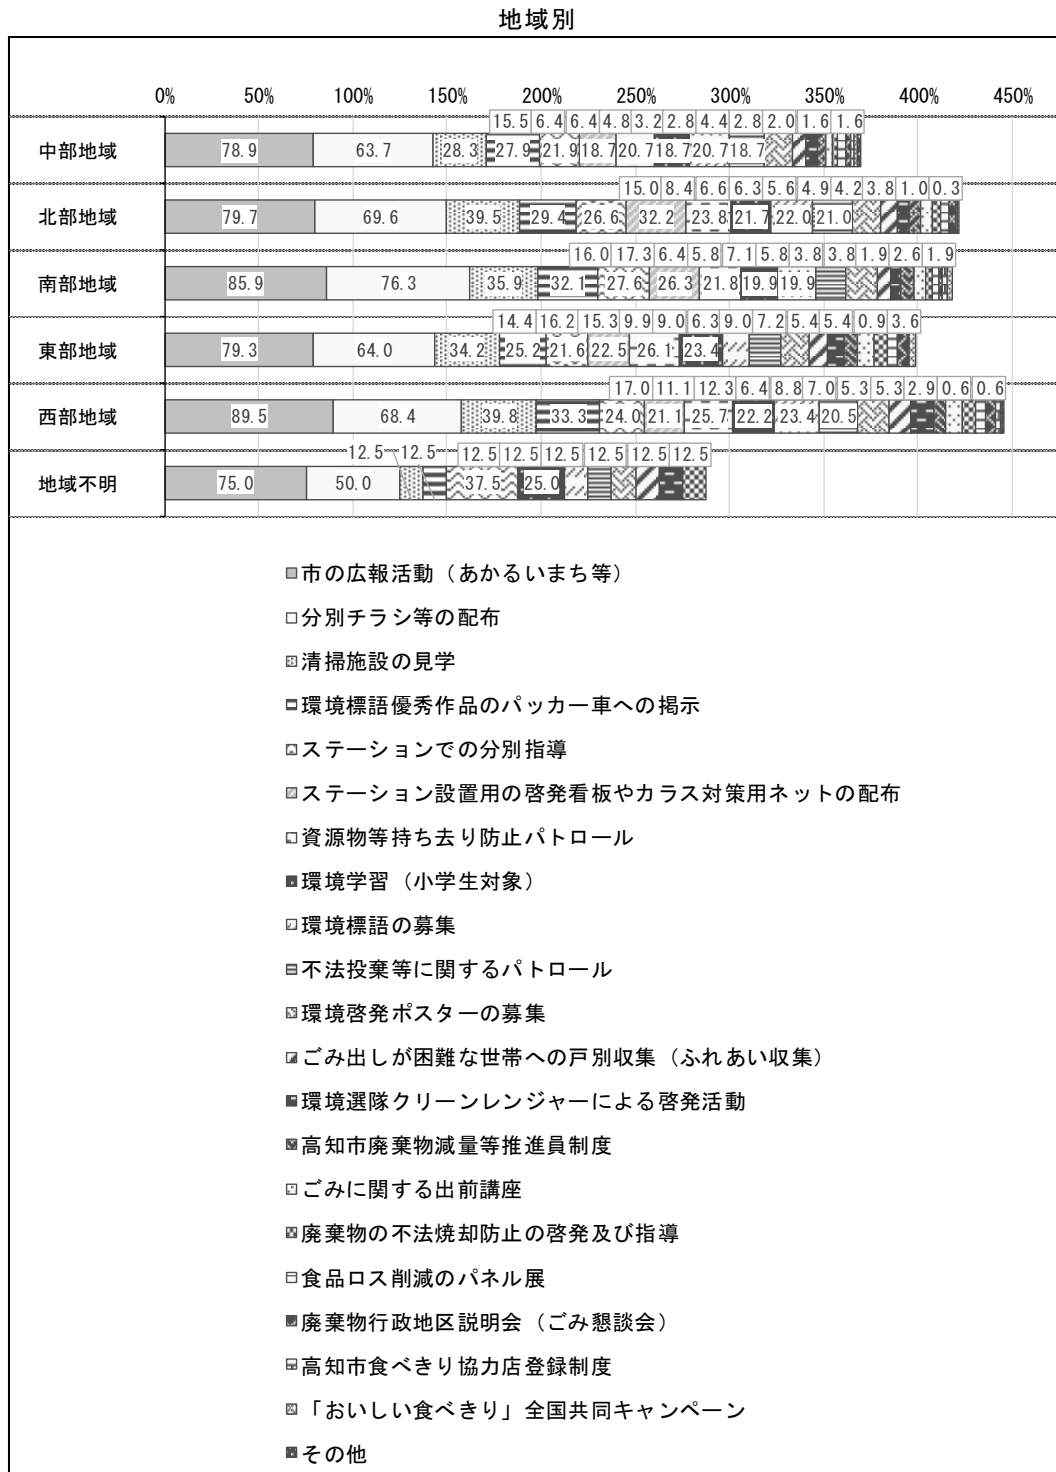 地域別
0% 50% 100% 150% 200% 250% 300% 350% 400% 450%
15.5 6.4 6.4 4.8 3.2 2.8 4.4 2.8 2.0 1.6 1.6
中部地域 78.9 63.7 28.3 27.9 21.9 18.7 20.7 18.7 20.7 18.7
15.0 8.4 6.6 6.3 5.6 4.9 4.2 3.8 1.0 0.3
北部地域 79.7 69.6 39.5 29.4 26.6 32.2 23.8 21.7 22.0 21.0
16.0 17.3 6.4 5.8 7.1 5.8 3.8 3.8 1.9 2.6 1.9
南部地域 85.9 76.3 35.9 32.1 27.6 26.3 21.8 19.9 19.9
14.4 16.2 15.3 9.9 9.0 6.3 9.0 7.2 5.4 5.4 0.9 3.6
東部地域 79.3 64.0 34.2 25.2 21.6 22.5 26.1 23.4
17.0 11.1 12.3 6.4 8.8 7.0 5.3 5.3 2.9 0.6 0.6
西部地域 89.5 68.4 39.8 33.3 24.0 21.1 25.7 22.2 23.4 20.5
12.5 12.5 12.5 12.5 12.5 12.5 12.5 12.5
地域不明 75.0 50.0 37.5 25.0
市の広報活動（あかるいまち等）
分別チラシ等の配布
清掃施設の見学
環境標語優秀作品のパッカー車への掲示
ステーションでの分別指導
ステーション設置用の啓発看板やカラス対策用ネットの配布
資源物等持ち去り防止パトロール
環境学習（小学生対象）
環境標語の募集
不法投棄等に関するパトロール
環境啓発ポスターの募集
ごみ出しが困難な世帯への戸別収集（ふれあい収集）
環境選隊クリーンレンジャーによる啓発活動
高知市廃棄物減量等推進員制度
ごみに関する出前講座
廃棄物の不法焼却防止の啓発及び指導
食品ロス削減のパネル展
廃棄物行政地区説明会（ごみ懇談会）
高知市食べきり協力店登録制度
「おいしい食べきり」全国共同キャンペーン
その他